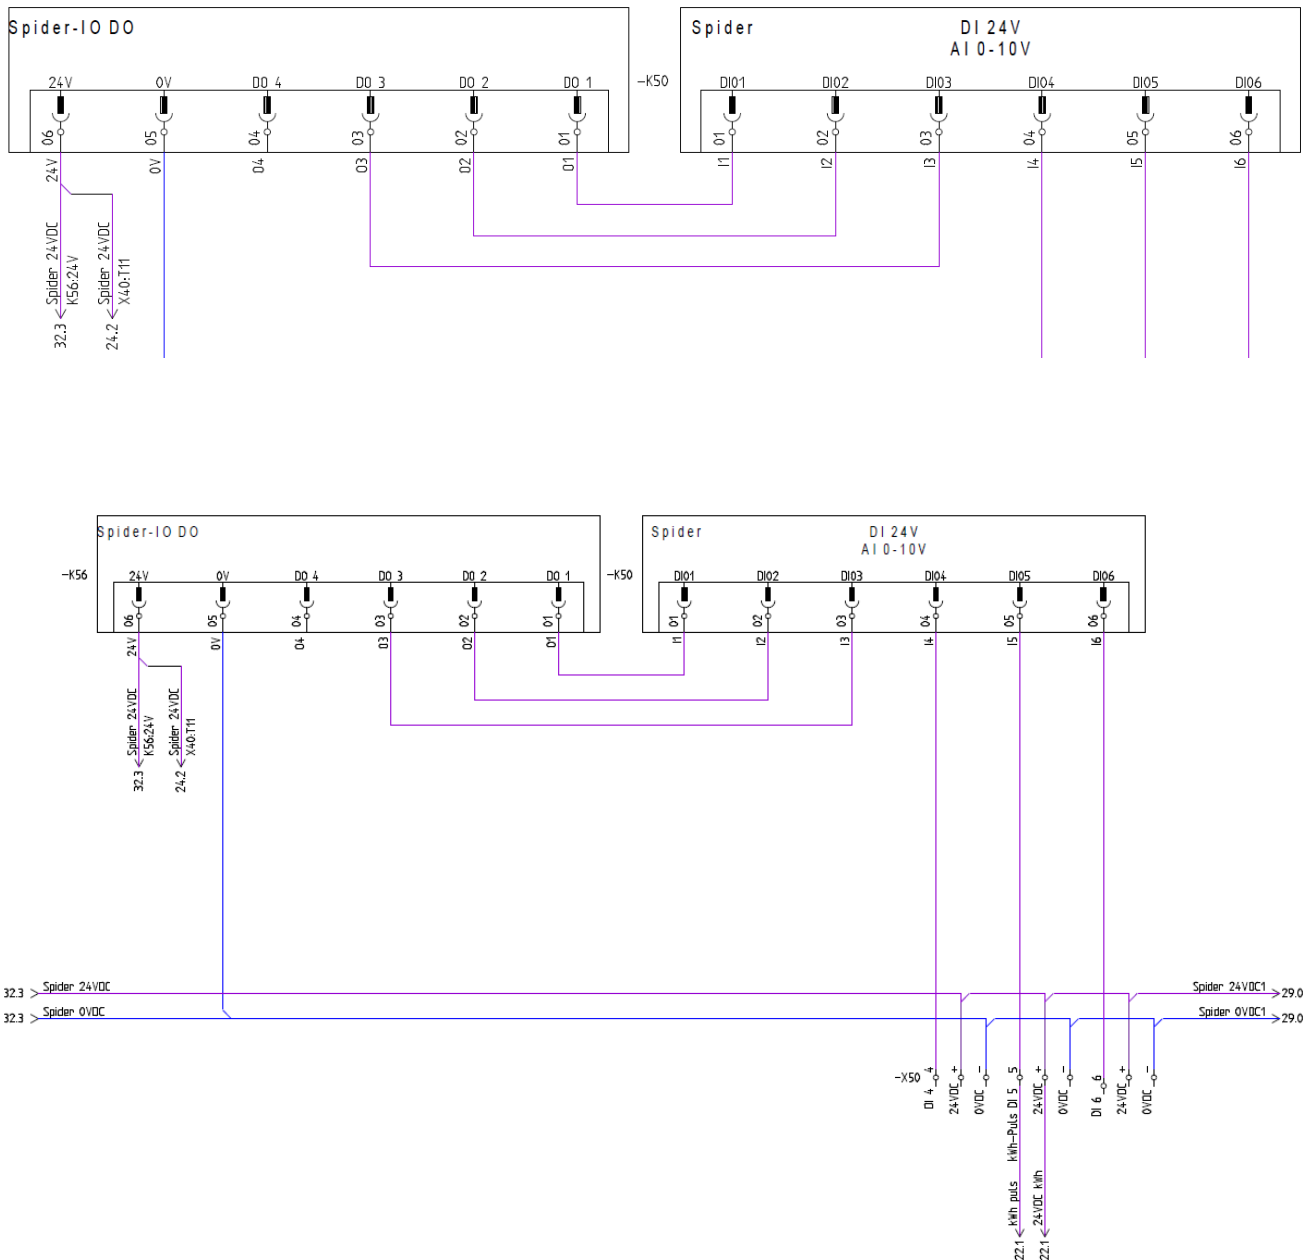 Spider-IO DO
Spider DI 24V
AI 0-10V
24V 0V DO 4 DO 3 DO 2 DO 1
-K50 DI01 DI02 DI03 DI04 DI05 DI06
06 05 04 03 02 01
01 02 03 04 05 06
24V 0V 04 03 02 01
I1 I2 I3 I4 I5 I6
Spider 24VDC
K56:24V
Spider 24VDC
X40:T11
32.3 24.2
Spider-IO DO
Spider DI 24V
AI 0-10V
-K56 24V 0V DO 4 DO 3 DO 2 DO 1
-K50 DI01 DI02 DI03 DI04 DI05 DI06
06 05 04 03 02 01
01 02 03 04 05 06
24V 0V 04 03 02 01
I1 I2 I3 I4 I5 I6
Spider 24VDC
K56:24V
Spider 24VDC
X40:T11
32.3 24.2
32.3 Spider 24VDC Spider 24VDC1 29.0
32.3 Spider 0VDC Spider 0VDC1 29.0
-X50 4 + - 5 + - 6 + -
DI 4 24VDC 0VDC kWh-Puls DI 5 24VDC 0VDC DI 6 24VDC 0VDC
kWh puls 24VDC kWh
22.1 22.1